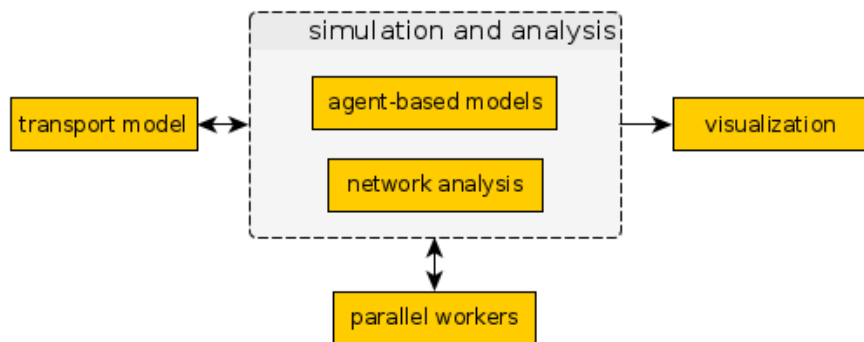 simulation and analysis
agent-based models
transport model
visualization
network analysis
parallel workers